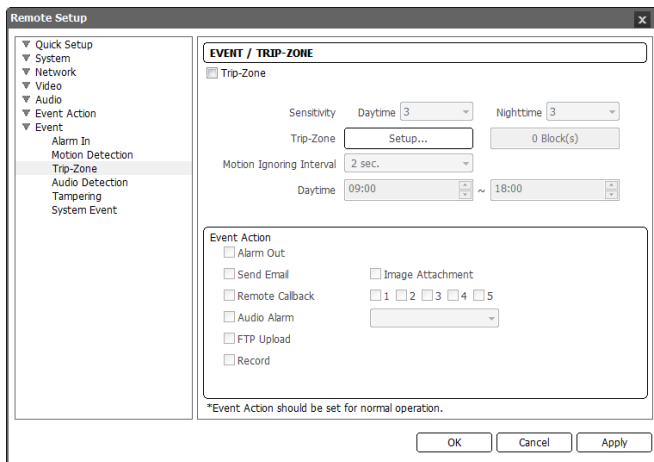 Remote Setup
x
Quick Setup
System
Network
Video
Audio
Event Action
Event
Alarm In
Motion Detection
Trip-Zone
Audio Detection
Tampering
System Event
EVENT / TRIP-ZONE
Trip-Zone
Sensitivity Daytime 3 Nighttime 3
Trip-Zone Setup... 0 Block(s)
Motion Ignoring Interval 2 sec.
Daytime 09:00 ~ 18:00
Event Action
Alarm Out
Send Email Image Attachment
Remote Callback 1 2 3 4 5
Audio Alarm
FTP Upload
Record
*Event Action should be set for normal operation.
OK Cancel Apply